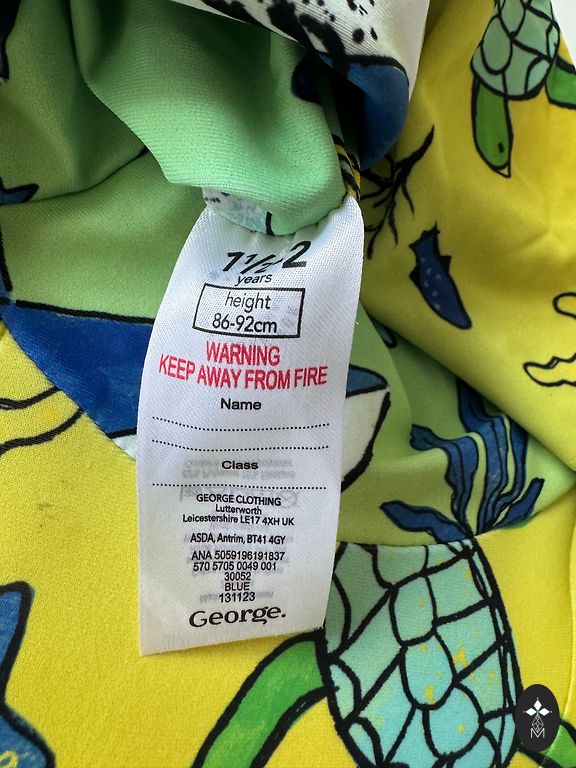 1½-2
years
height
86-92cm
WARNING
KEEP AWAY FROM FIRE
Name
Class
GEORGE CLOTHING
Lutterworth
Leicestershire LE17 4XH UK
ASDA, Antrim, BT41 4GY
ANA 5059196191837
570 5705 0049 001
30052
BLUE
131123
George.
M